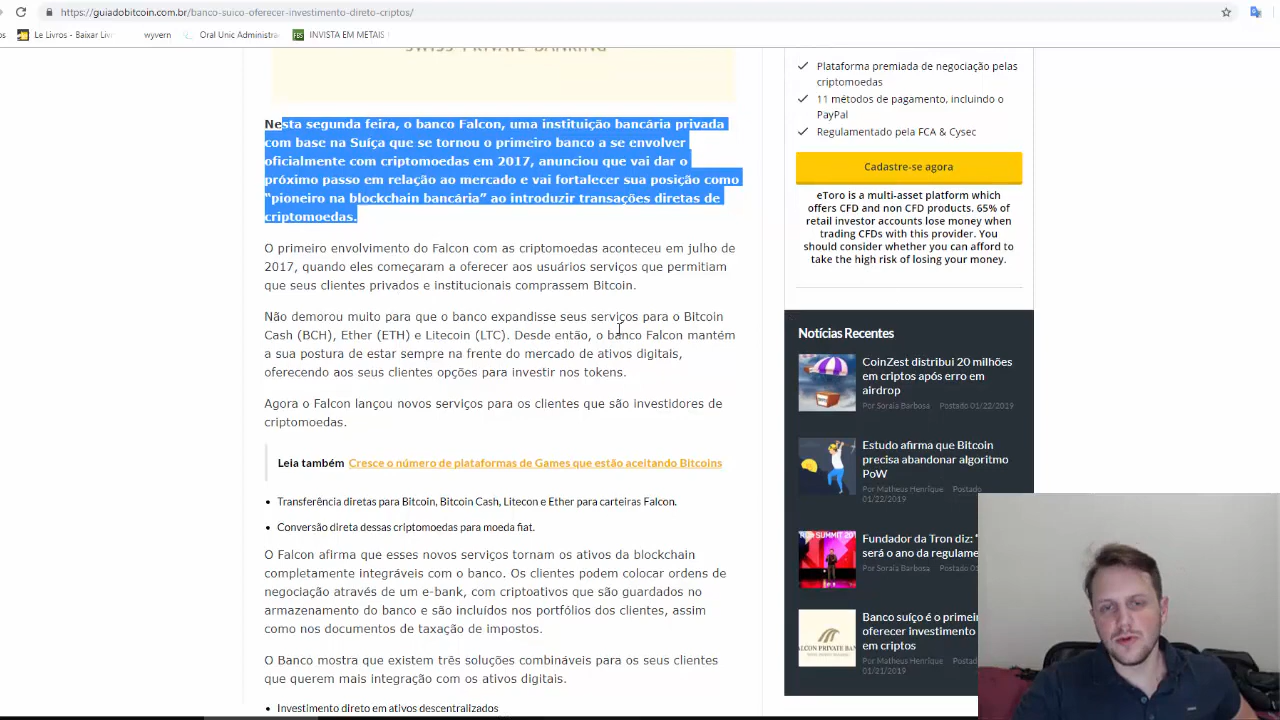 https://guiadobitcoin.com.br/banco-suico-oferecer-investimento-direto-criptos/
Le Livros - Baixar Livr
wyvern
Oral Unic Administra
INVISTA EM METAIS
SWISS PRIVATE BANKING
Nesta segunda feira, o banco Falcon, uma instituição bancária privada
com base na Suíça que se tornou o primeiro banco a se envolver
oficialmente com criptomoedas em 2017, anunciou que vai dar o
próximo passo em relação ao mercado e vai fortalecer sua posição como
“pioneiro na blockchain bancária” ao introduzir transações diretas de
criptomoedas.
O primeiro envolvimento do Falcon com as criptomoedas aconteceu em julho de
2017, quando eles começaram a oferecer aos usuários serviços que permitiam
que seus clientes privados e institucionais comprassem Bitcoin.
Não demorou muito para que o banco expandisse seus serviços para o Bitcoin
Cash (BCH), Ether (ETH) e Litecoin (LTC). Desde então, o banco Falcon mantém
a sua postura de estar sempre na frente do mercado de ativos digitais,
oferecendo aos seus clientes opções para investir nos tokens.
Agora o Falcon lançou novos serviços para os clientes que são investidores de
criptomoedas.
Leia também Cresce o número de plataformas de Games que estão aceitando Bitcoins
• Transferência diretas para Bitcoin, Bitcoin Cash, Litecon e Ether para carteiras Falcon.
• Conversão direta dessas criptomoedas para moeda fiat.
O Falcon afirma que esses novos serviços tornam os ativos da blockchain
completamente integráveis com o banco. Os clientes podem colocar ordens de
negociação através de um e-bank, com criptoativos que são guardados no
armazenamento do banco e são incluídos nos portfólios dos clientes, assim
como nos documentos de taxação de impostos.
O Banco mostra que existem três soluções combináveis para os seus clientes
que querem mais integração com os ativos digitais.
• Investimento direto em ativos descentralizados
Plataforma premiada de negociação pelas
criptomoedas
11 métodos de pagamento, incluindo o
PayPal
Regulamentado pela FCA & Cysec
Cadastre-se agora
eToro is a multi-asset platform which
offers CFD and non CFD products. 65% of
retail investor accounts lose money when
trading CFDs with this provider. You
should consider whether you can afford to
take the high risk of losing your money.
Notícias Recentes
CoinZest distribui 20 milhões
em criptos após erro em
airdrop
Por Soraia Barbosa Postado 01/22/2019
Estudo afirma que Bitcoin
precisa abandonar algoritmo
PoW
Por Matheus Henrique Postado
01/22/2019
Fundador da Tron diz: "
será o ano da regulame
Por Soraia Barbosa Postado 01
Banco suíço é o primei
oferecer investimento
em criptos
Por Matheus Henrique Postado
01/21/2019